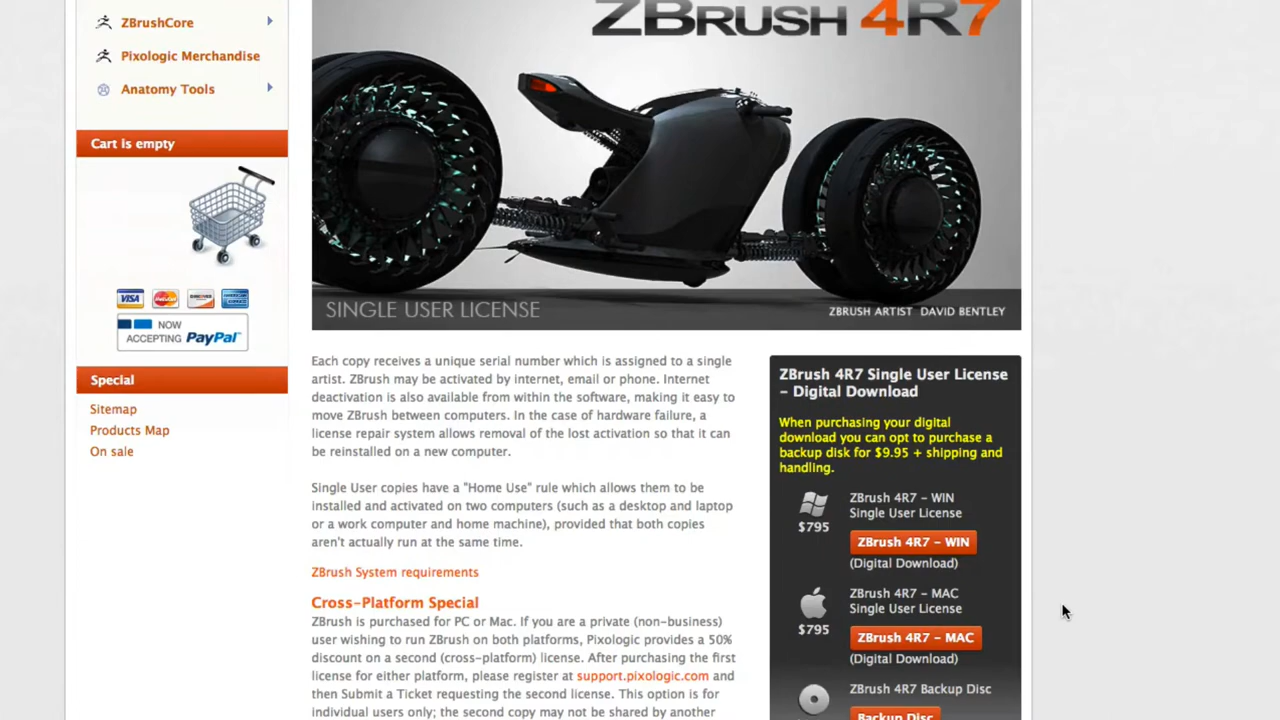 ZBrushCore
Pixologic Merchandise
Anatomy Tools
Cart is empty
VISA
MasterCard
DISCOVER
AMERICAN EXPRESS
NOW
ACCEPTING PayPal
Special
Sitemap
Products Map
On sale
ZBRUSH 4R7
SINGLE USER LICENSE
ZBRUSH ARTIST DAVID BENTLEY
Each copy receives a unique serial number which is assigned to a single
artist. ZBrush may be activated by internet, email or phone. Internet
deactivation is also available from within the software, making it easy to
move ZBrush between computers. In the case of hardware failure, a
license repair system allows removal of the lost activation so that it can
be reinstalled on a new computer.
Single User copies have a "Home Use" rule which allows them to be
installed and activated on two computers (such as a desktop and laptop
or a work computer and home machine), provided that both copies
aren't actually run at the same time.
ZBrush System requirements
Cross-Platform Special
ZBrush is purchased for PC or Mac. If you are a private (non-business)
user wishing to run ZBrush on both platforms, Pixologic provides a 50%
discount on a second (cross-platform) license. After purchasing the first
license for either platform, please register at support.pixologic.com and
then Submit a Ticket requesting the second license. This option is for
individual users only; the second copy may not be shared by another
ZBrush 4R7 Single User License
– Digital Download
When purchasing your digital
download you can opt to purchase a
backup disk for $9.95 + shipping and
handling.
ZBrush 4R7 – WIN
Single User License
$795
ZBrush 4R7 – WIN
(Digital Download)
ZBrush 4R7 – MAC
Single User License
$795
ZBrush 4R7 – MAC
(Digital Download)
ZBrush 4R7 Backup Disc
Backup Disc